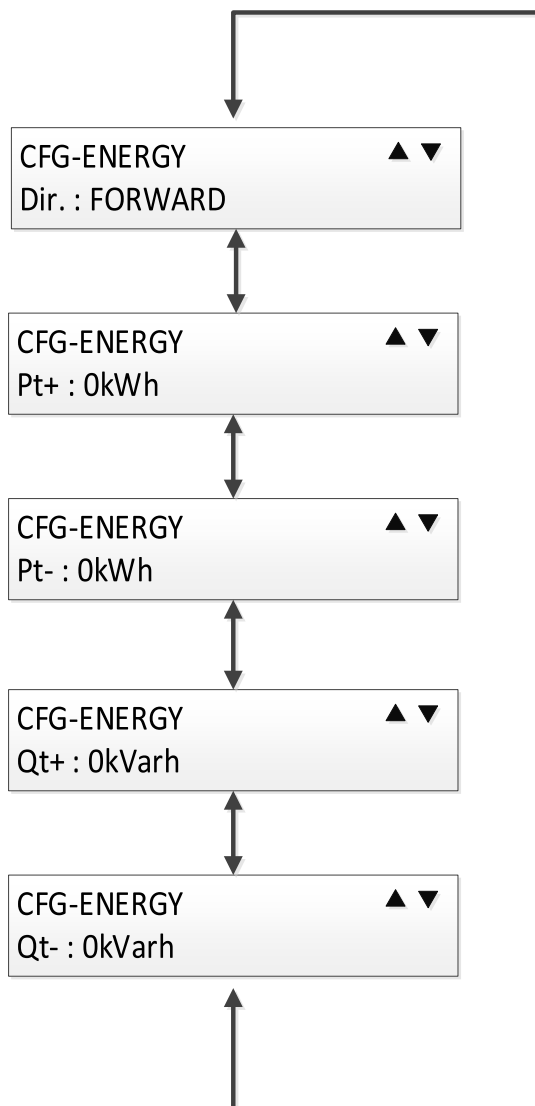 CFG-ENERGY ▲ ▼
Dir. : FORWARD
CFG-ENERGY ▲ ▼
Pt+ : 0kWh
CFG-ENERGY ▲ ▼
Pt- : 0kWh
CFG-ENERGY ▲ ▼
Qt+ : 0kVarh
CFG-ENERGY ▲ ▼
Qt- : 0kVarh